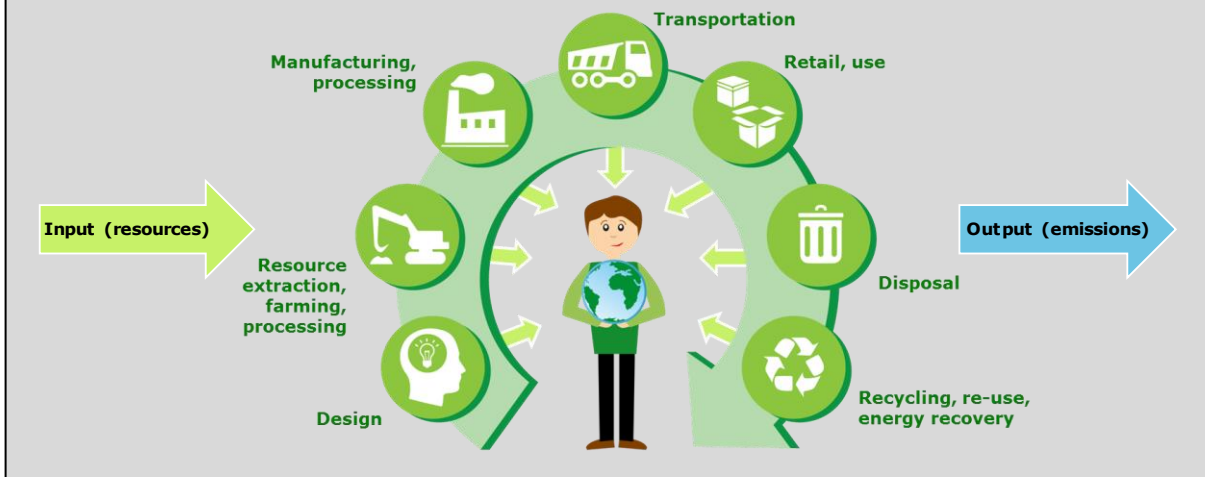 Transportation
Manufacturing,
processing
Retail, use
Input (resources)
Output (emissions)
Resource
extraction,
farming,
processing
Disposal
Design
Recycling, re-use,
energy recovery